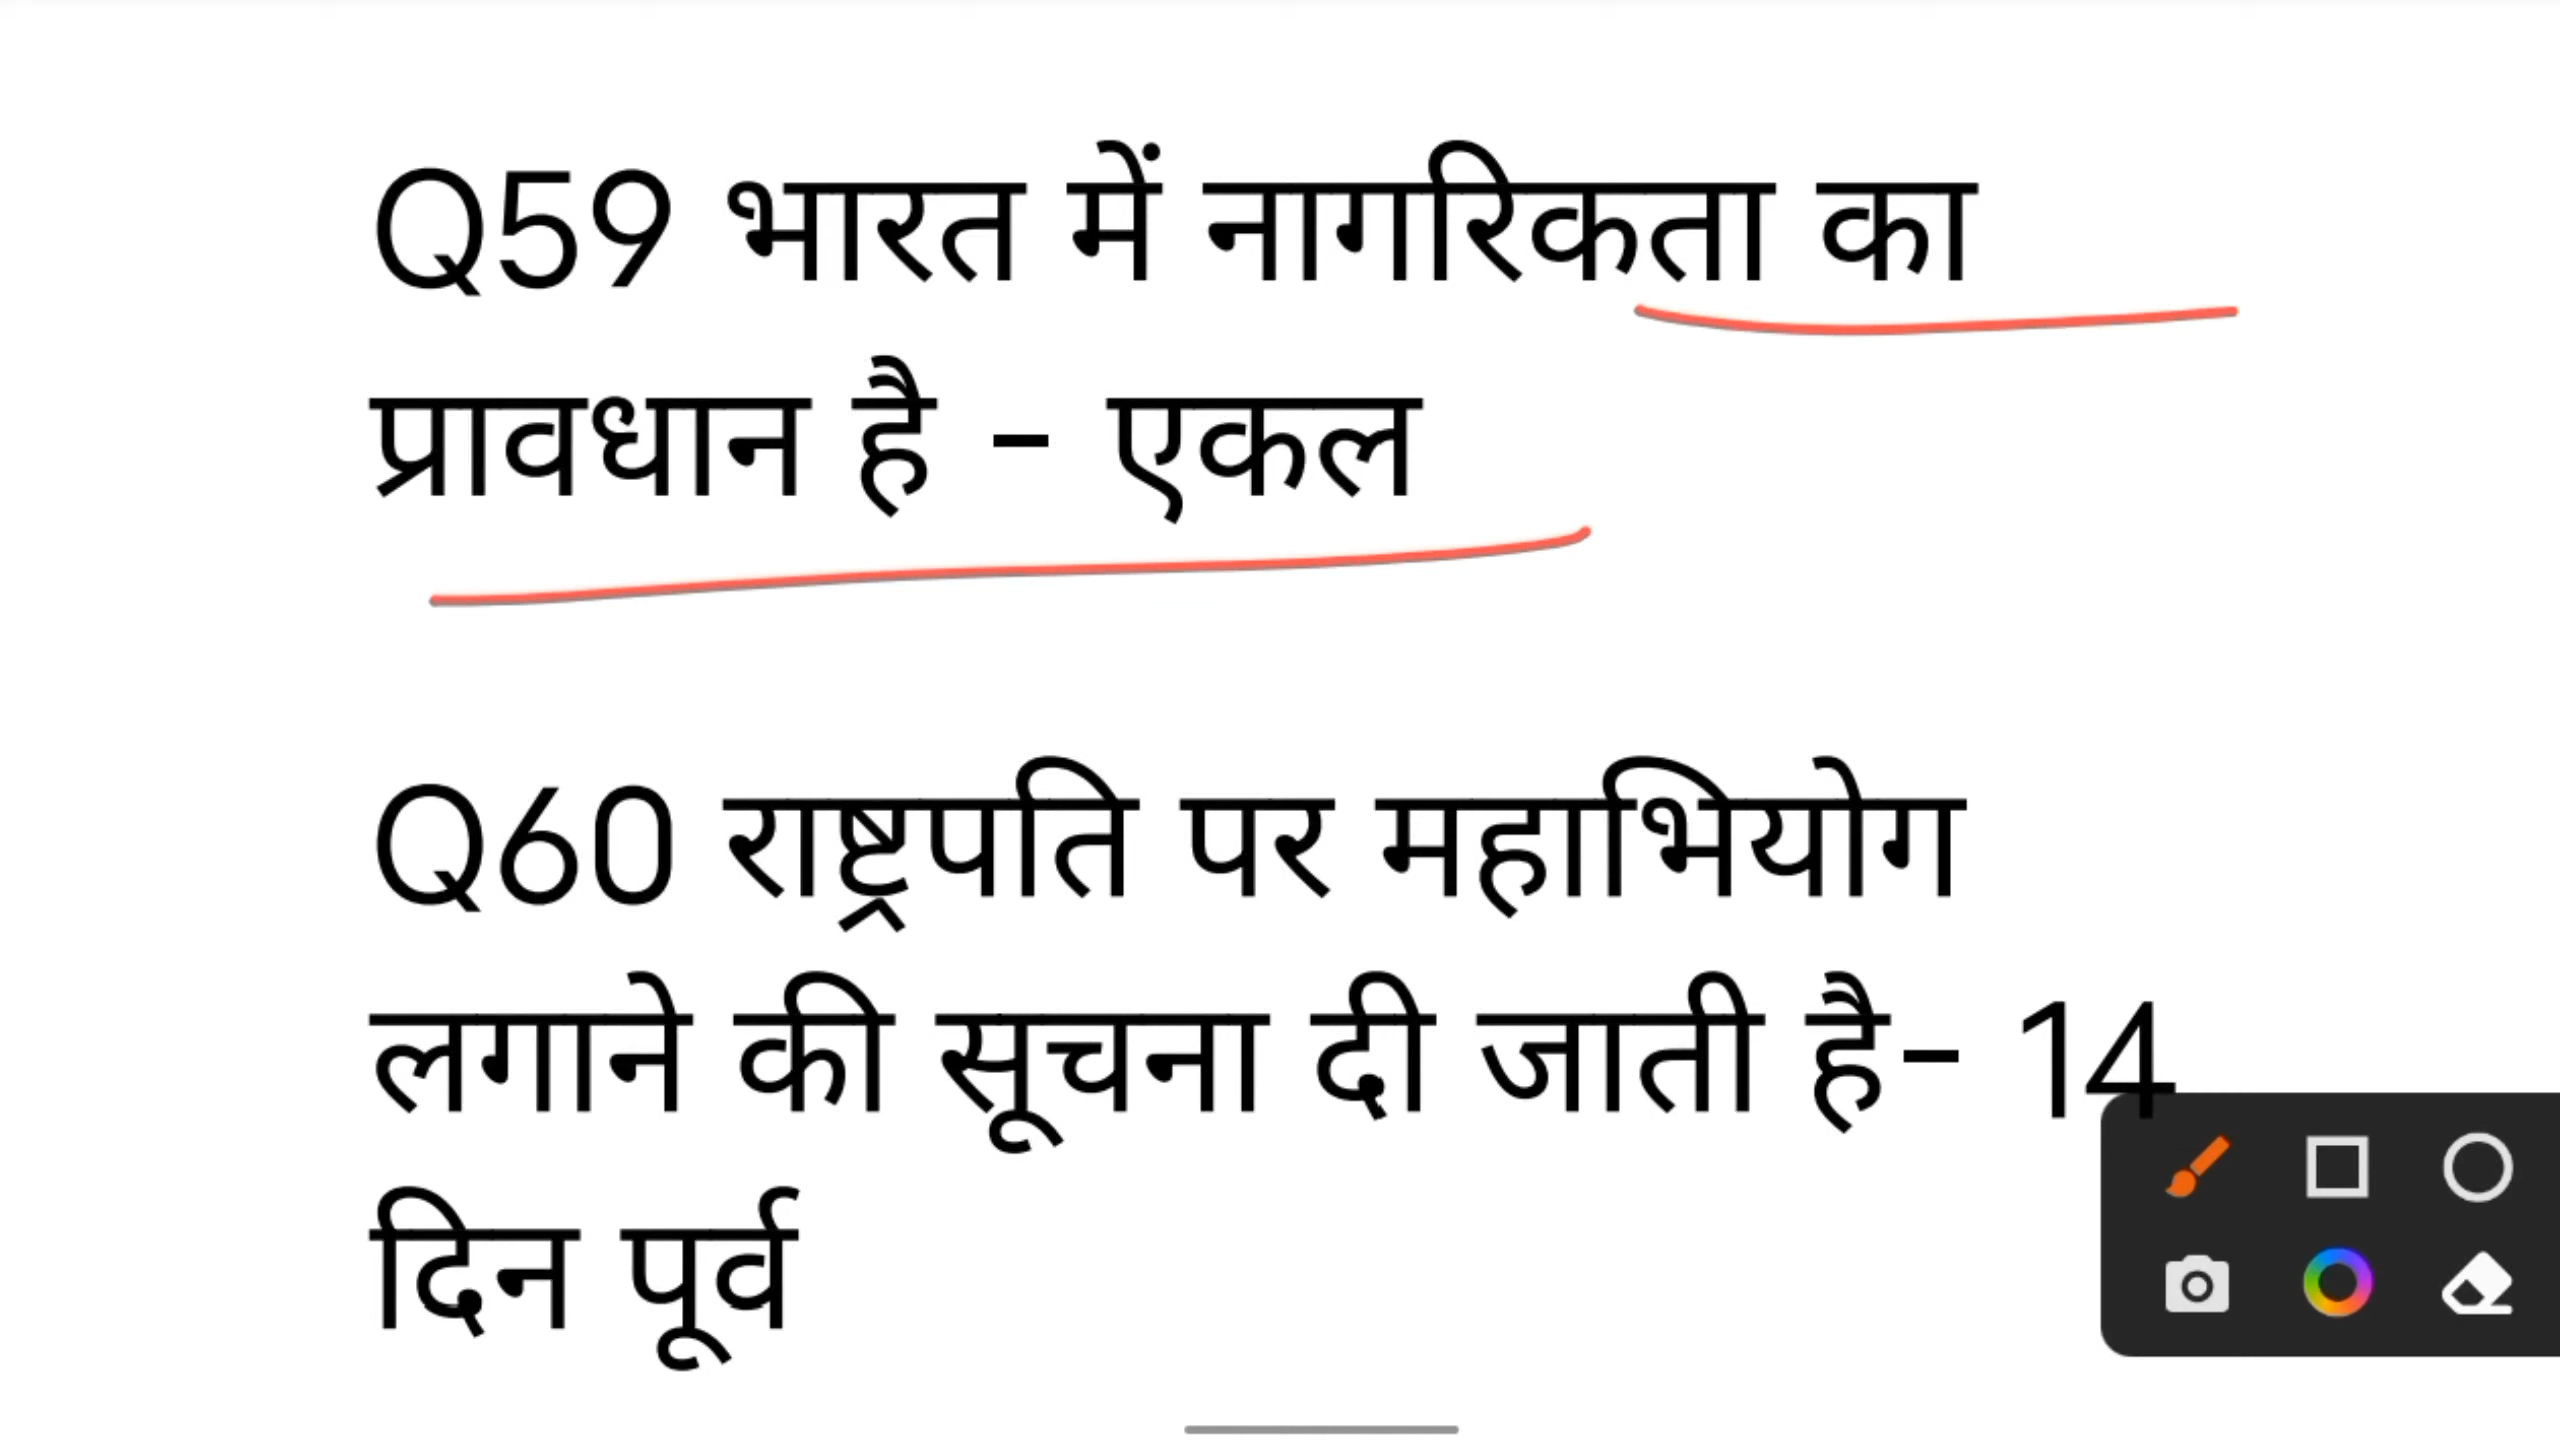 Q59 भारत में नागरिकता का
प्रावधान है - एकल
Q60 राष्ट्रपति पर महाभियोग
लगाने की सूचना दी जाती है- 14
दिन पूर्व